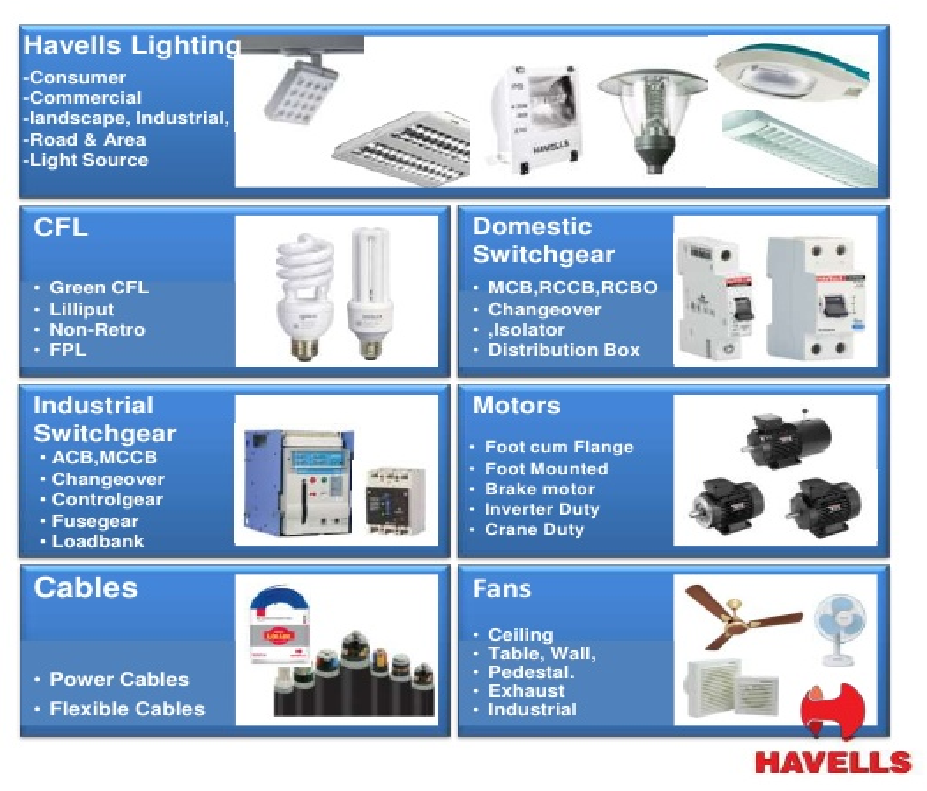 Havells Lighting
-Consumer
-Commercial
-landscape, Industrial,
-Road & Area
-Light Source
HAVELLS
CFL
• Green CFL
• Lilliput
• Non-Retro
• FPL
Domestic
Switchgear
• MCB,RCCB,RCBO
• Changeover
• ,Isolator
• Distribution Box
Industrial
Switchgear
• ACB,MCCB
• Changeover
• Controlgear
• Fusegear
• Loadbank
Motors
• Foot cum Flange
• Foot Mounted
• Brake motor
• Inverter Duty
• Crane Duty
Cables
• Power Cables
• Flexible Cables
Fans
• Ceiling
• Table, Wall,
• Pedestal.
• Exhaust
• Industrial
HAVELLS